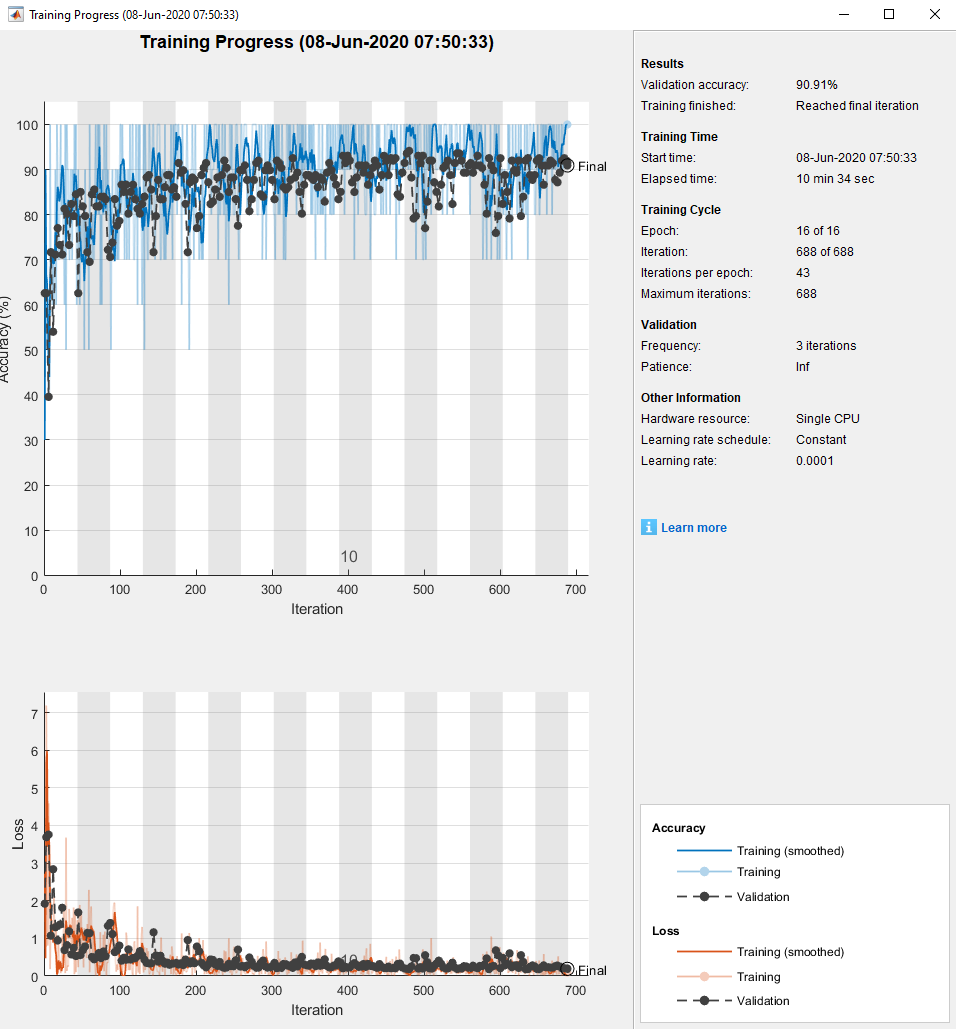 Training Progress (08-Jun-2020 07:50:33)
Training Progress (08-Jun-2020 07:50:33)
Accuracy (%)
100
90
80
70
60
50
40
30
20
10
0
Final
10
0 100 200 300 400 500 600 700
Iteration
Loss
7
6
5
4
3
2
1
0
10
Final
0 100 200 300 400 500 600 700
Iteration
Results
Validation accuracy: 90.91%
Training finished: Reached final iteration
Training Time
Start time: 08-Jun-2020 07:50:33
Elapsed time: 10 min 34 sec
Training Cycle
Epoch: 16 of 16
Iteration: 688 of 688
Iterations per epoch: 43
Maximum iterations: 688
Validation
Frequency: 3 iterations
Patience: Inf
Other Information
Hardware resource: Single CPU
Learning rate schedule: Constant
Learning rate: 0.0001
i Learn more
Accuracy
Training (smoothed)
Training
Validation
Loss
Training (smoothed)
Training
Validation